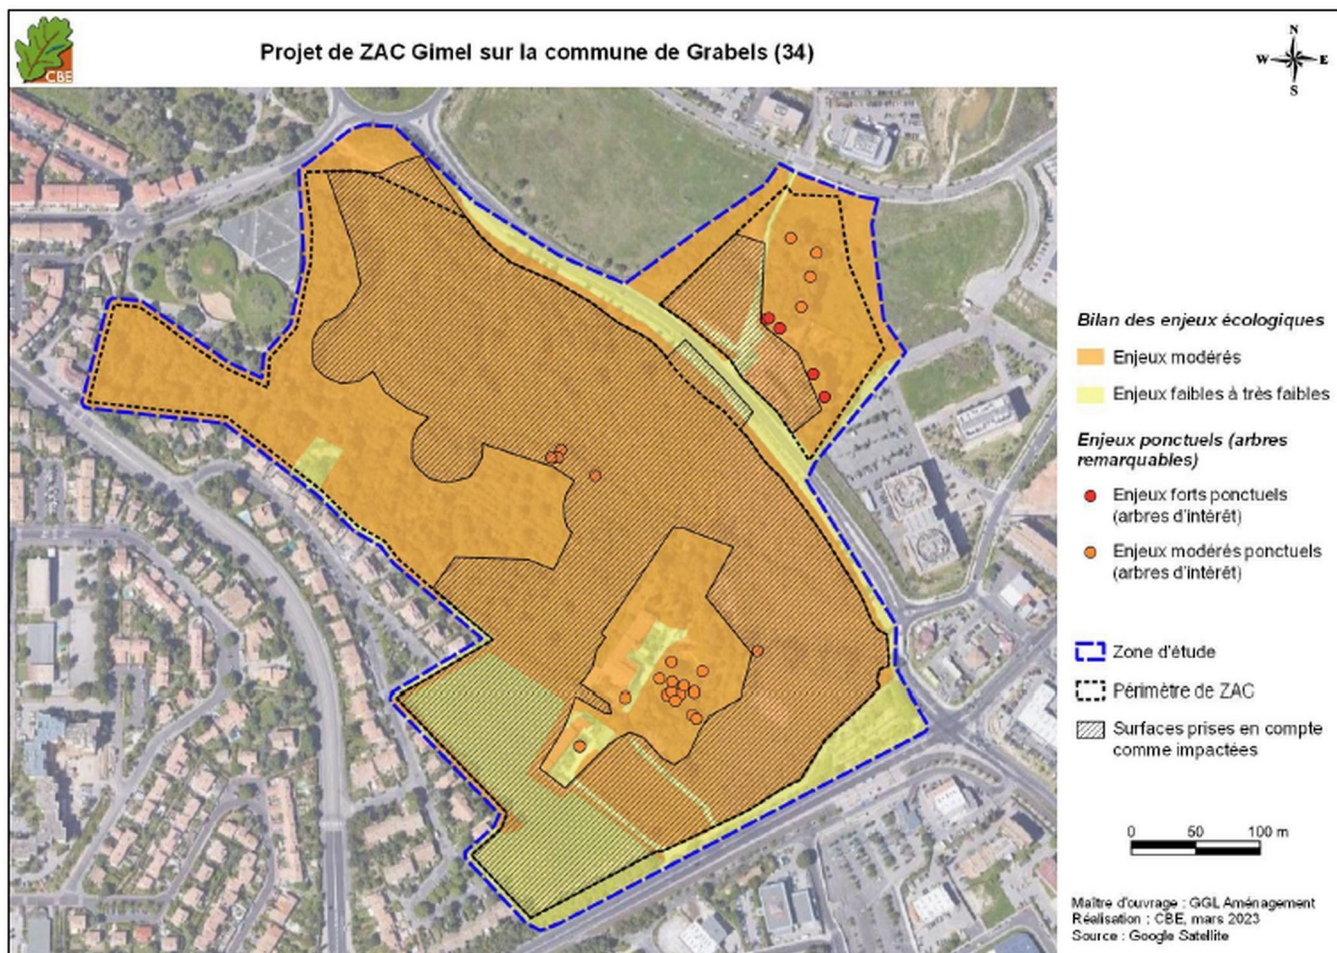 CBE
Projet de ZAC Gimel sur la commune de Grabels (34)
N
W E
S
Bilan des enjeux écologiques
Enjeux modérés
Enjeux faibles à très faibles
Enjeux ponctuels (arbres
remarquables)
Enjeux forts ponctuels
(arbres d'intérêt)
Enjeux modérés ponctuels
(arbres d'intérêt)
Zone d'étude
Périmètre de ZAC
Surfaces prises en compte
comme impactées
0 50 100 m
Maître d'ouvrage : GGL Aménagement
Réalisation : CBE, mars 2023
Source : Google Satellite